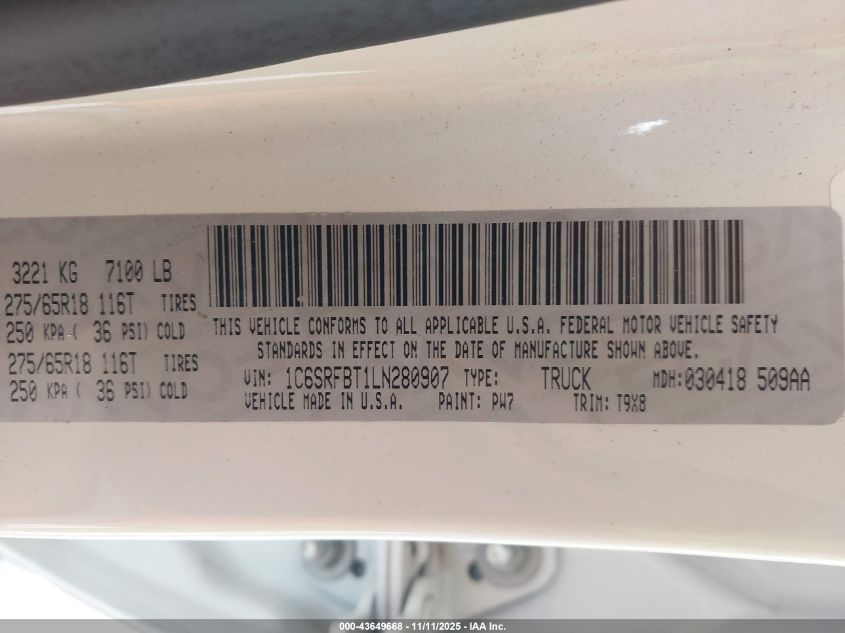 3221 KG 7100 LB
275/65R18 116T TIRES
250 KPA ( 36 PSI) COLD
275/65R18 116T TIRES
250 KPA ( 36 PSI) COLD
THIS VEHICLE CONFORMS TO ALL APPLICABLE U.S.A. FEDERAL MOTOR VEHICLE SAFETY
STANDARDS IN EFFECT ON THE DATE OF MANUFACTURE SHOWN ABOVE.
VIN: 1C6SRFBT1LN280907 TYPE: TRUCK MDH: 030418 509AA
VEHICLE MADE IN U.S.A. PAINT: PW7 TRIM: T9X8
000-43649668 - 11/11/2025 - IAA Inc.